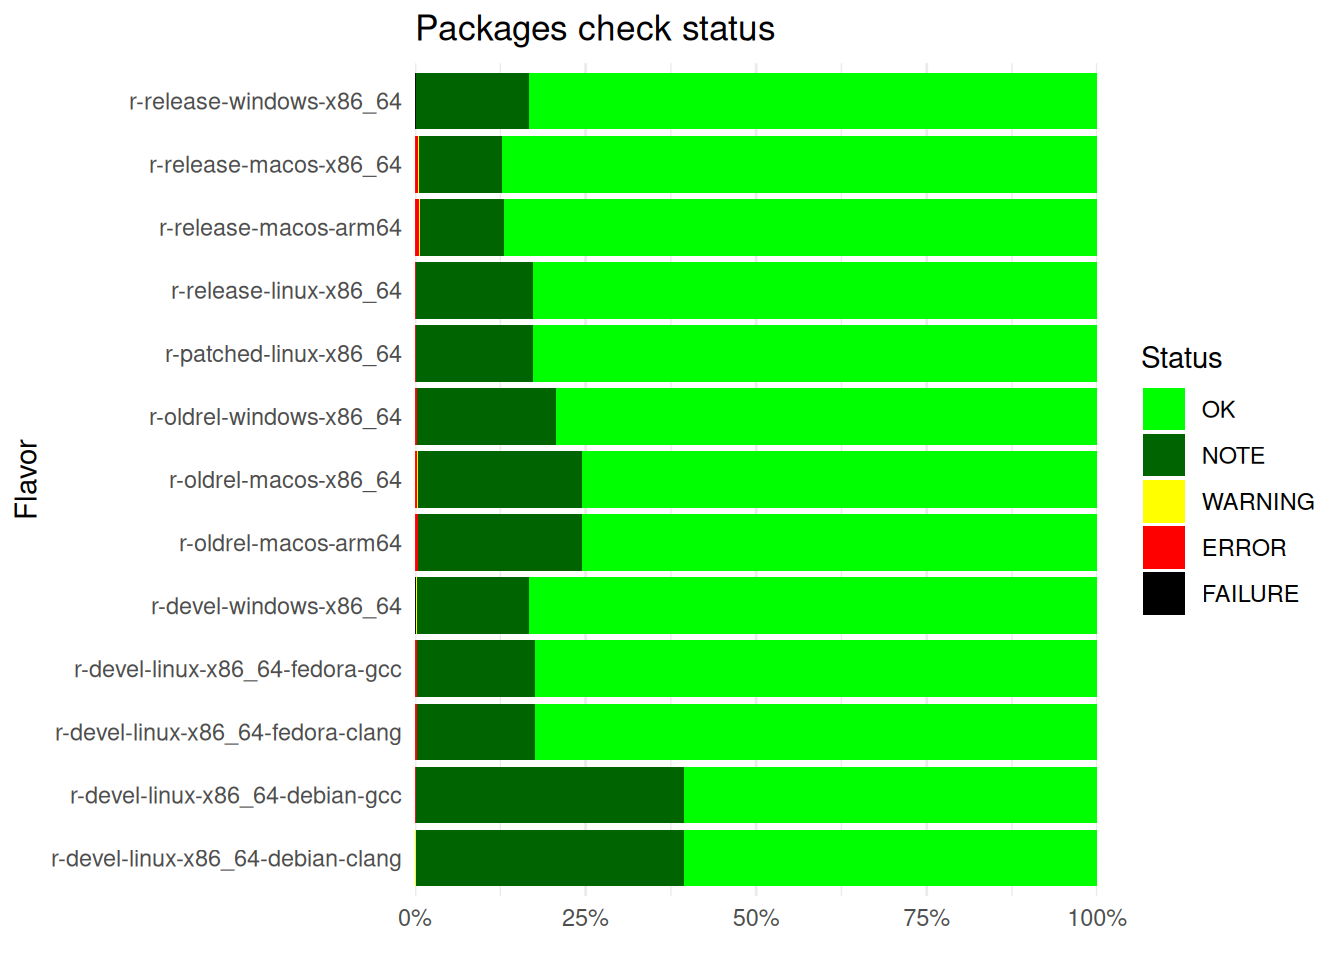 Packages check status
Flavor
r-release-windows-x86_64
r-release-macos-x86_64
r-release-macos-arm64
r-release-linux-x86_64
r-patched-linux-x86_64
r-oldrel-windows-x86_64
r-oldrel-macos-x86_64
r-oldrel-macos-arm64
r-devel-windows-x86_64
r-devel-linux-x86_64-fedora-gcc
r-devel-linux-x86_64-fedora-clang
r-devel-linux-x86_64-debian-gcc
r-devel-linux-x86_64-debian-clang
0% 25% 50% 75% 100%
Status
OK
NOTE
WARNING
ERROR
FAILURE